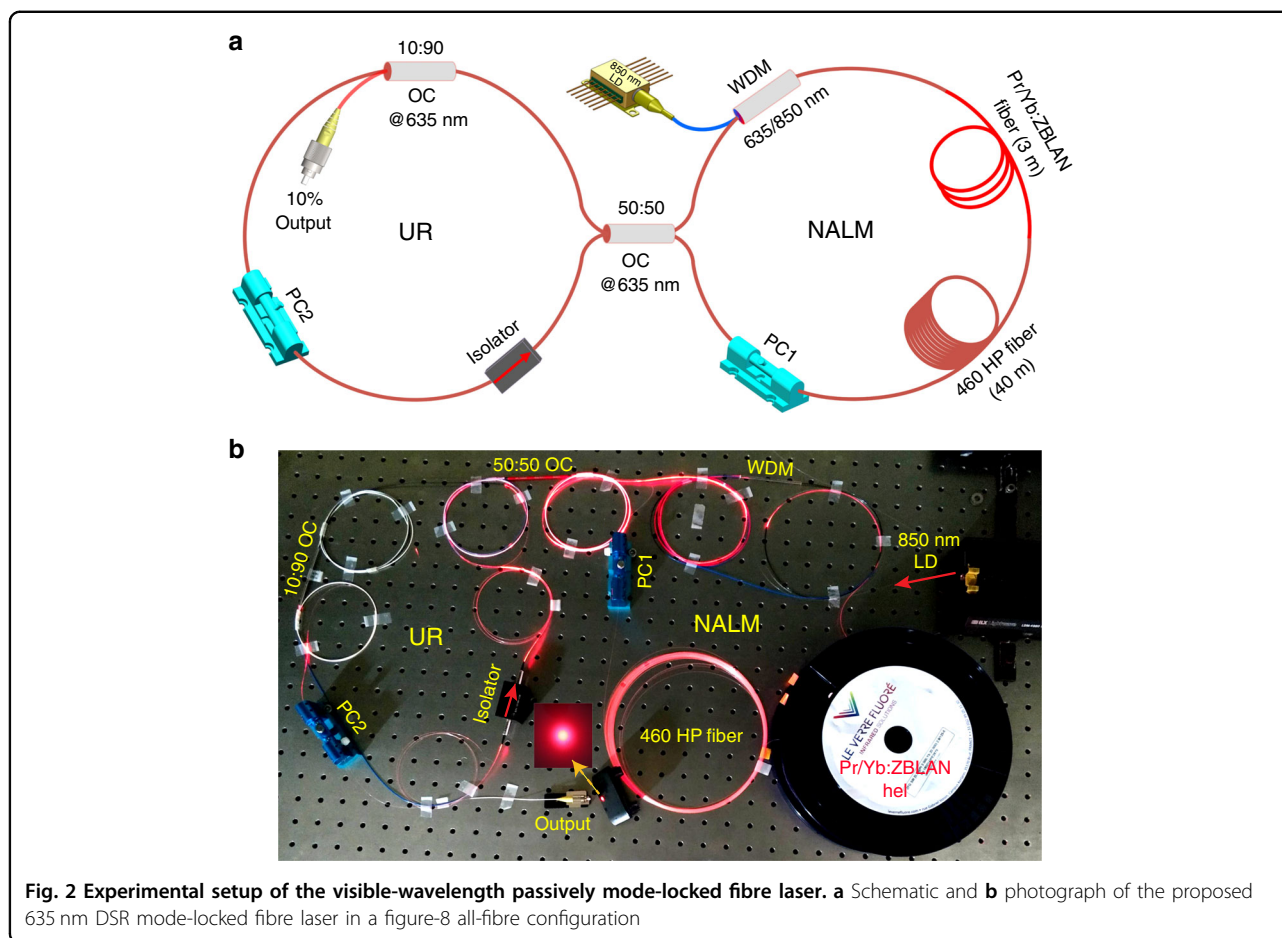 a
10:90
OC
@635 nm
10%
Output
UR
PC2
Isolator
50:50
OC
@635 nm
850 nm
LD
WDM
635/850 nm
Pr/Yb:ZBLAN
fiber (3 m)
NALM
460 HP fiber
(40 m)
PC1
b
50:50 OC
WDM
10:90 OC
850 nm
LD
PC1
UR
NALM
PC2
Isolator
460 HP fiber
Output
LE VERRE FLUORÉ
INFRARED SOLUTIONS
Pr/Yb:ZBLAN
hel
Fig. 2 Experimental setup of the visible-wavelength passively mode-locked fibre laser. a Schematic and b photograph of the proposed
635 nm DSR mode-locked fibre laser in a figure-8 all-fibre configuration